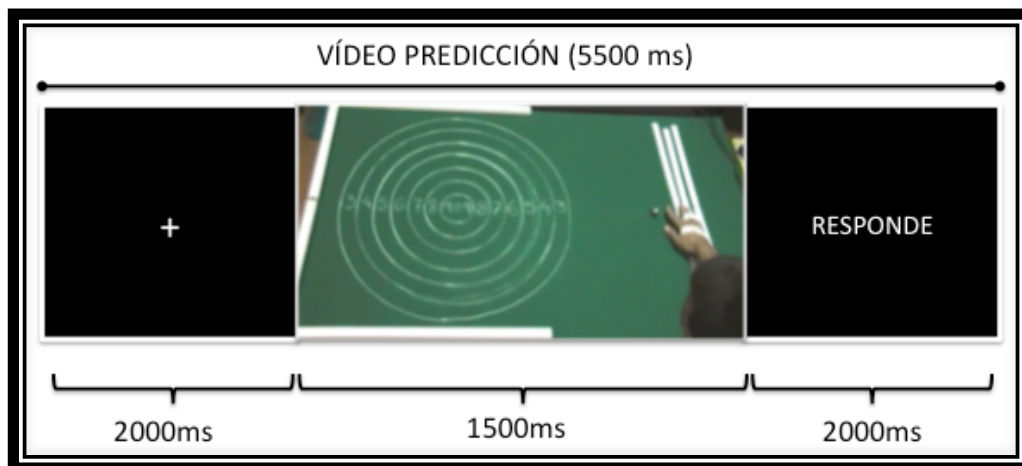 VÍDEO PREDICCIÓN (5500 ms)
+
RESPONDE
2000ms
1500ms
2000ms